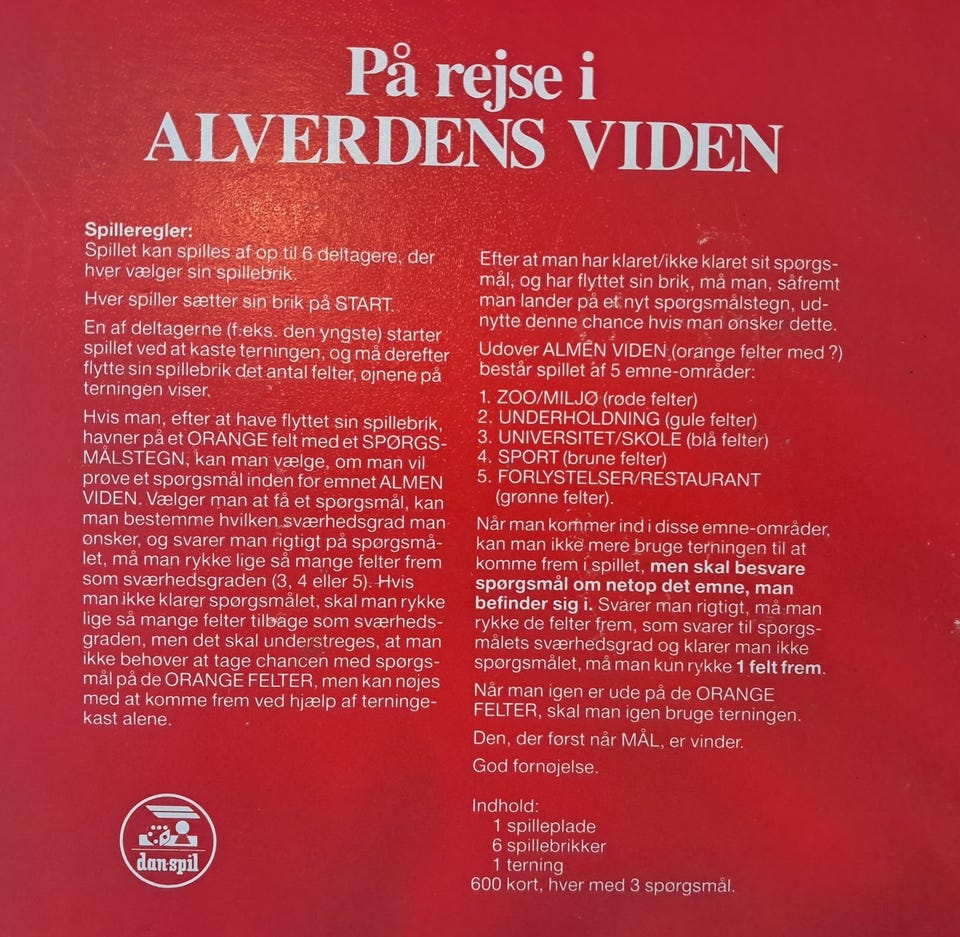 På rejse i
ALVERDENS VIDEN
Spilleregler:
Spillet kan spilles af op til 6 deltagere, der
hver vælger sin spillebrik.
Hver spiller sætter sin brik på START.
En af deltagerne (f.eks. den yngste) starter
spillet ved at kaste terningen, og må derefter
flytte sin spillebrik det antal felter, øjnene på
terningen viser.
Hvis man, efter at have flyttet sin spillebrik,
havner på et ORANGE felt med et SPØRGS-
MÅLSTEGN, kan man vælge, om man vil
prøve et spørgsmål inden for emnet ALMEN
VIDEN. Vælger man at få et spørgsmål, kan
man bestemme hvilken sværhedsgrad man
ønsker, og svarer man rigtigt på spørgsmå-
let, må man rykke lige så mange felter frem
som sværhedsgraden (3, 4 eller 5). Hvis
man ikke klarer spørgsmålet, skal man rykke
lige så mange felter tilbage som sværheds-
graden, men det skal understreges, at man
ikke behøver at tage chancen med spørgs-
mål på de ORANGE FELTER, men kan nøjes
med at komme frem ved hjælp af terninge-
kast alene.
Efter at man har klaret/ikke klaret sit spørgs-
mål, og har flyttet sin brik, må man, såfremt
man lander på et nyt spørgsmålstegn, ud-
nytte denne chance hvis man ønsker dette.
Udover ALMEN VIDEN (orange felter med ?)
består spillet af 5 emne-områder:
1. ZOO/MILJØ (røde felter)
2. UNDERHOLDNING (gule felter)
3. UNIVERSITET/SKOLE (blå felter)
4. SPORT (brune felter)
5. FORLYSTELSER/RESTAURANT
(grønne felter).
Når man kommer ind i disse emne-områder,
kan man ikke mere bruge terningen til at
komme frem i spillet, men skal besvare
spørgsmål om netop det emne, man
befinder sig i. Svarer man rigtigt, må man
rykke de felter frem, som svarer til spørgs-
målets sværhedsgrad og klarer man ikke
spørgsmålet, må man kun rykke 1 felt frem.
Når man igen er ude på de ORANGE
FELTER, skal man igen bruge terningen.
Den, der først når MÅL, er vinder.
God fornøjelse.
Indhold:
1 spilleplade
6 spillebrikker
1 terning
600 kort, hver med 3 spørgsmål.
dan-spil